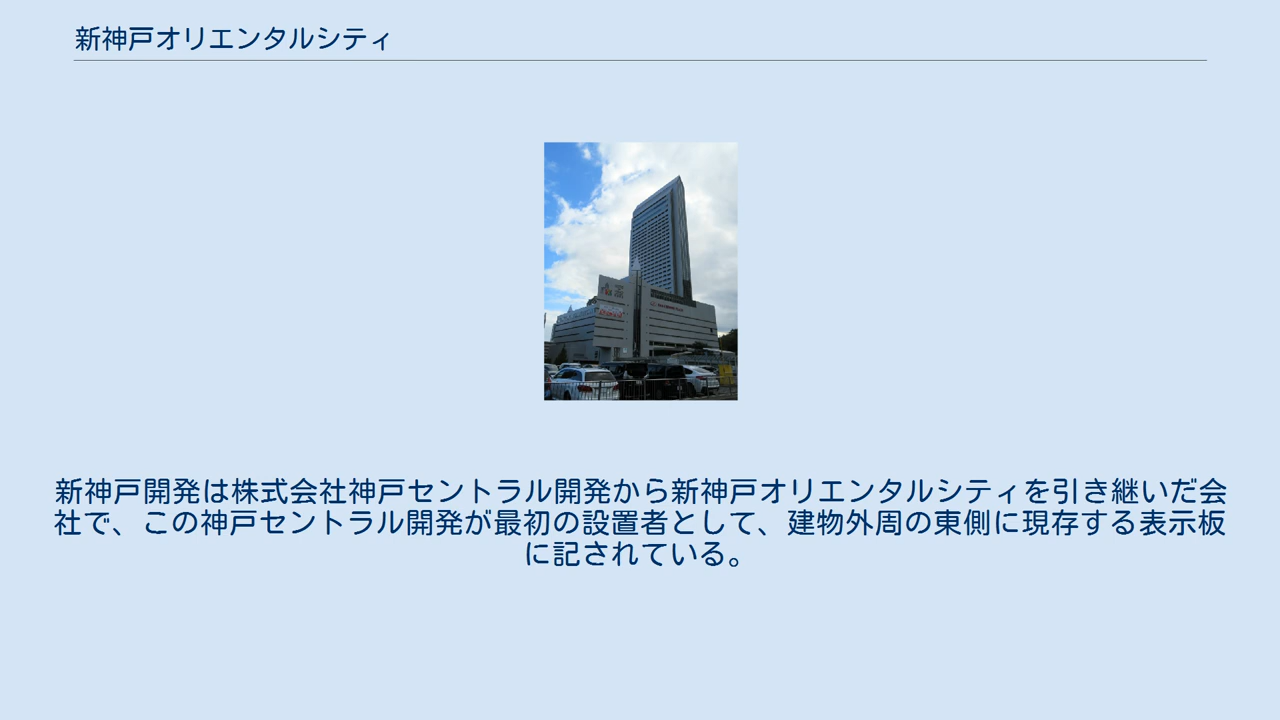 新神戸オリエンタルシティ
新神戸開発は株式会社神戸セントラル開発から新神戸オリエンタルシティを引き継いだ会
社で、この神戸セントラル開発が最初の設置者として、建物外周の東側に現存する表示板
に記されている。